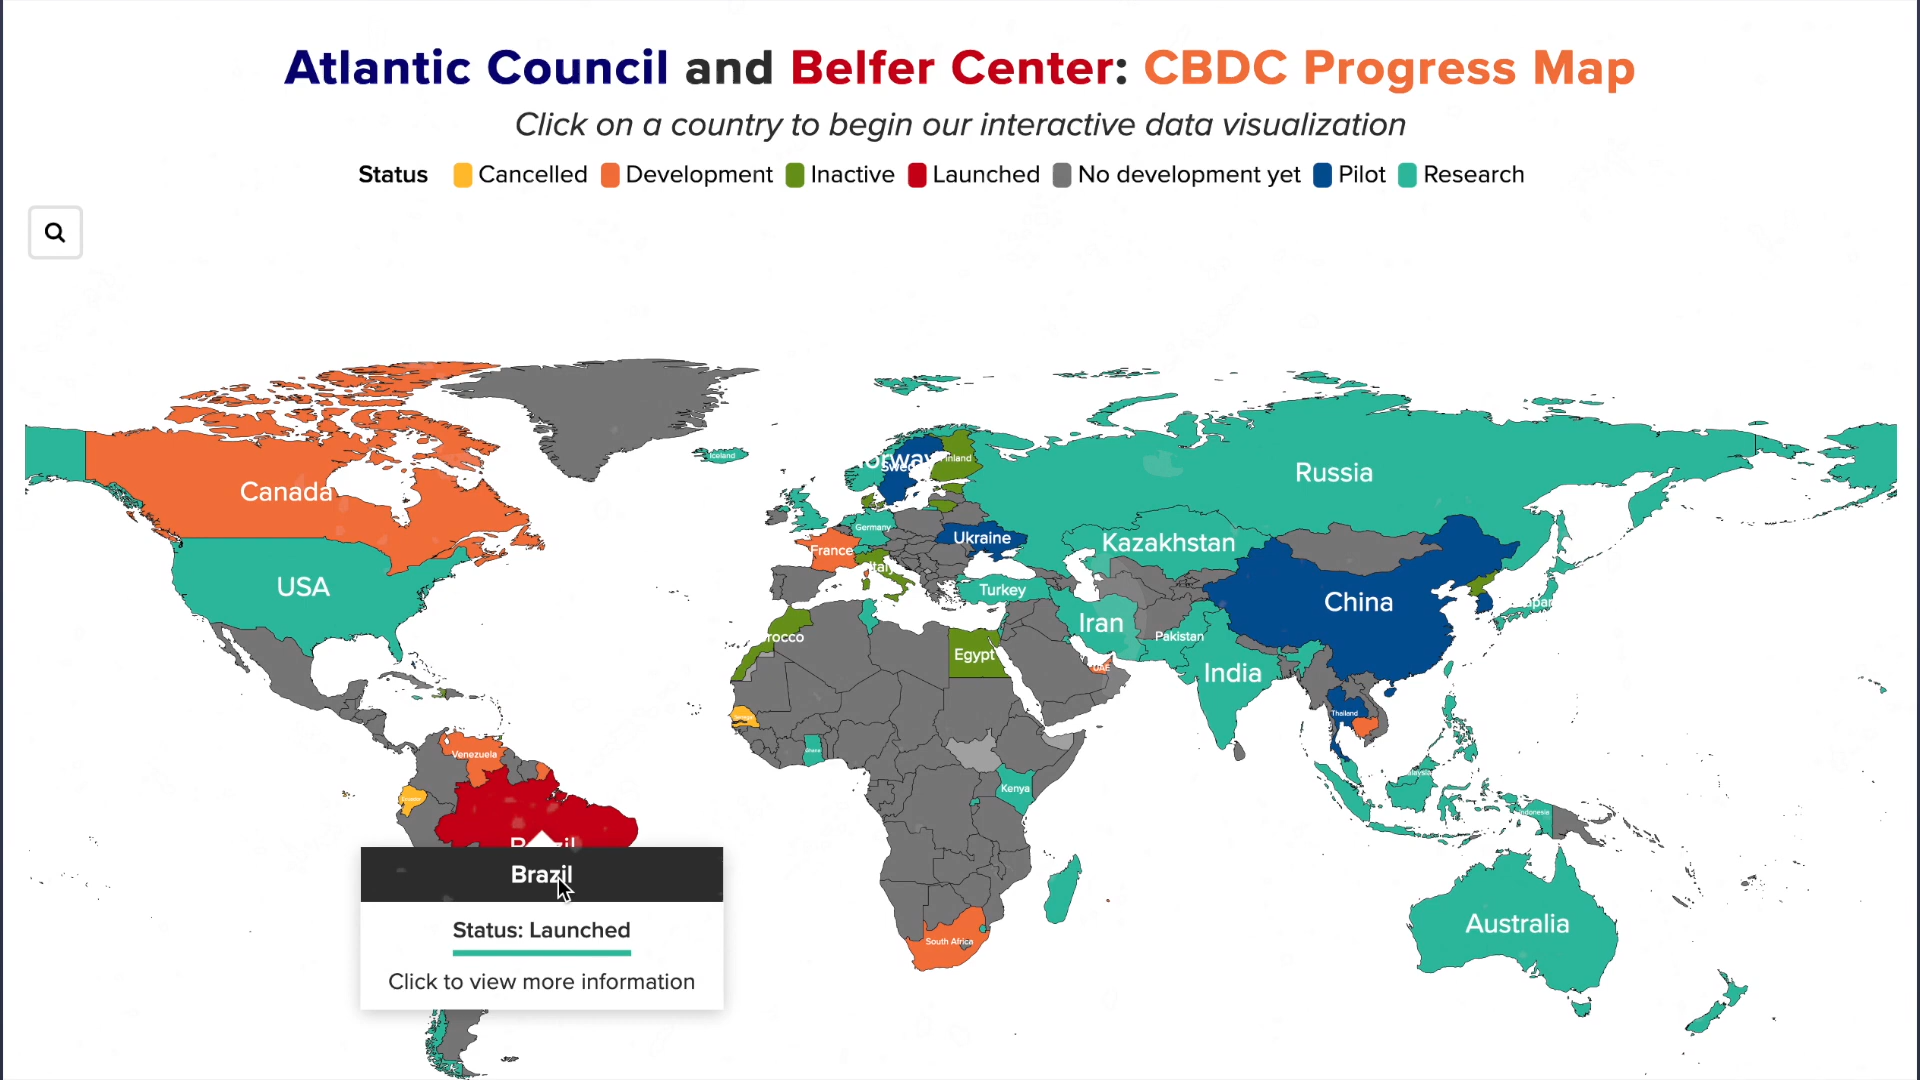 Atlantic Council and Belfer Center: CBDC Progress Map
Click on a country to begin our interactive data visualization
Status Cancelled Development Inactive Launched No development yet Pilot Research
Iceland
Russia
Canada
Germany
Ukraine
France
Kazakhstan
USA
Turkey
China
Iran
Pakistan
Egypt
India
Thailand
Venezuela
Kenya
Brazil
Status: Launched
Click to view more information
South Africa
Australia